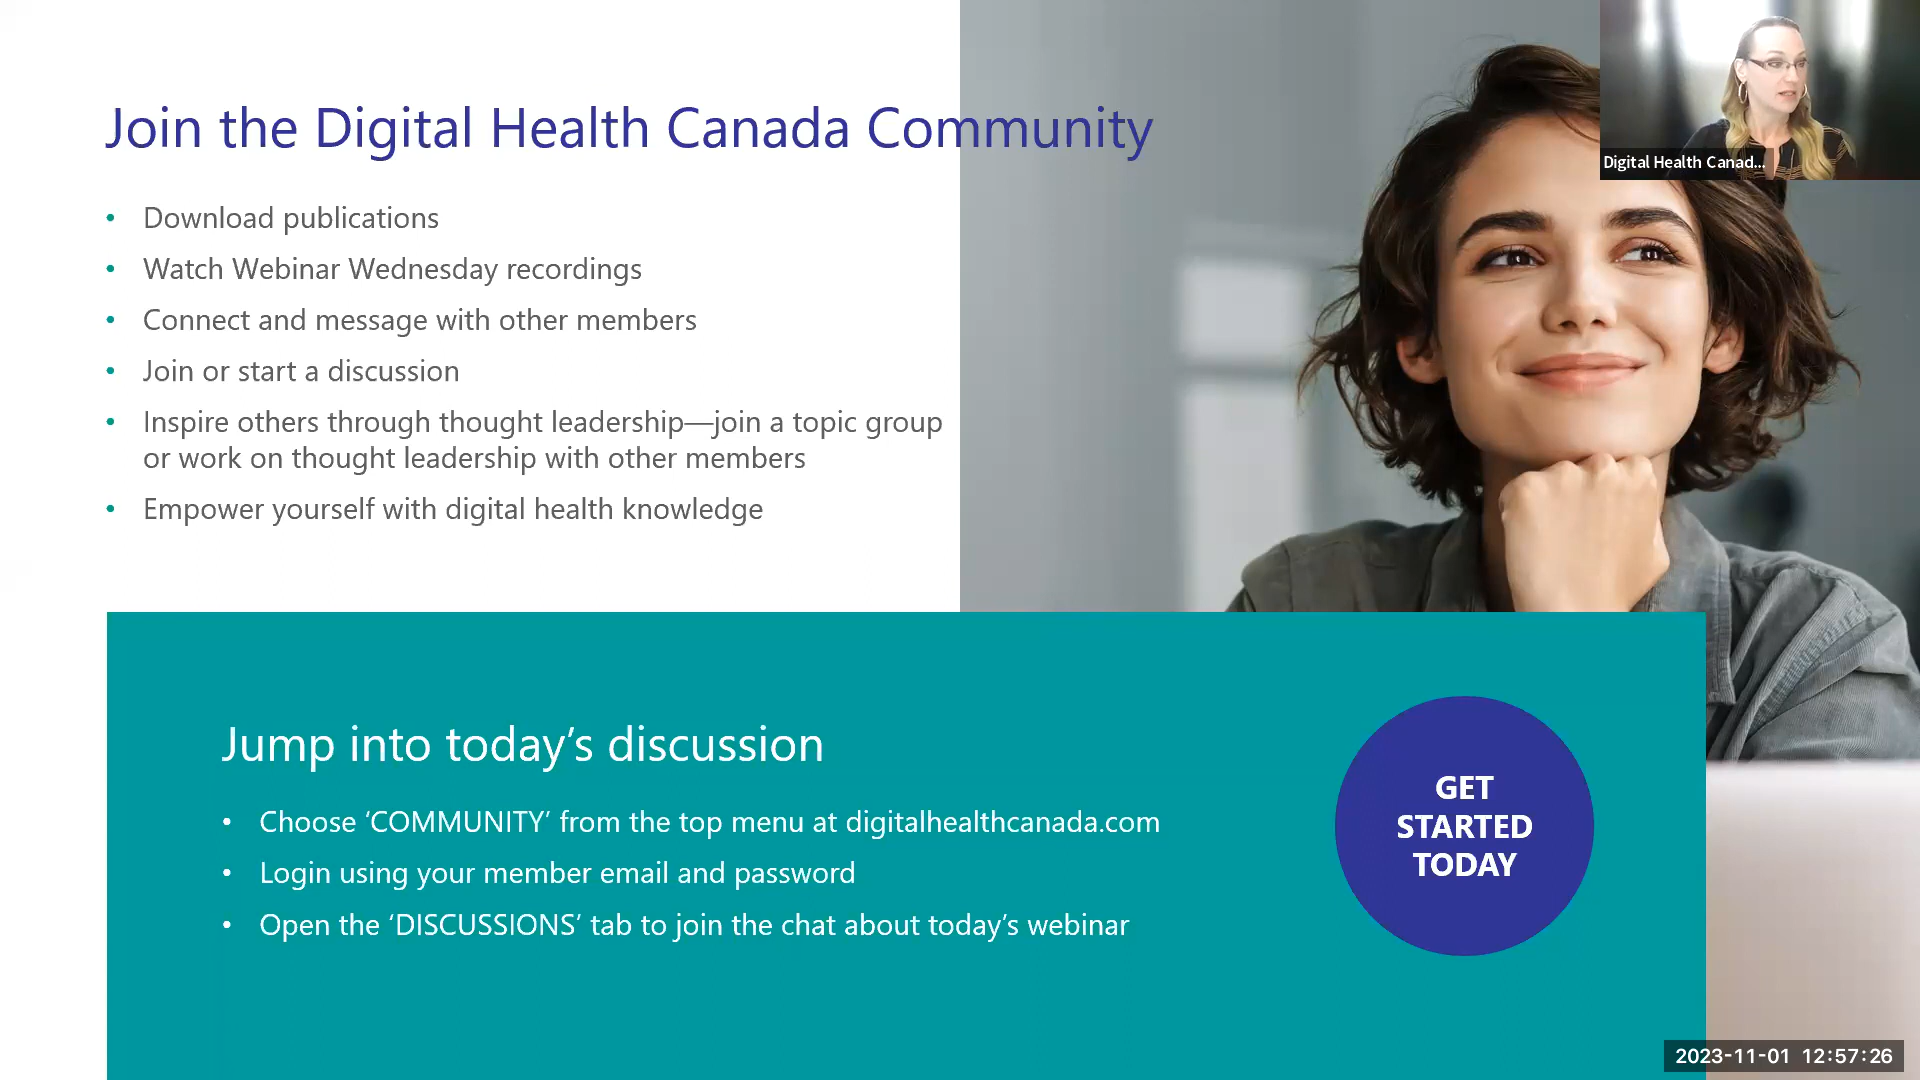 Join the Digital Health Canada Community
Digital Health Canad...
• Download publications
• Watch Webinar Wednesday recordings
• Connect and message with other members
• Join or start a discussion
• Inspire others through thought leadership—join a topic group
or work on thought leadership with other members
• Empower yourself with digital health knowledge
Jump into today’s discussion
• Choose ‘COMMUNITY’ from the top menu at digitalhealthcanada.com
• Login using your member email and password
• Open the ‘DISCUSSIONS’ tab to join the chat about today’s webinar
GET
STARTED
TODAY
2023-11-01 12:57:26